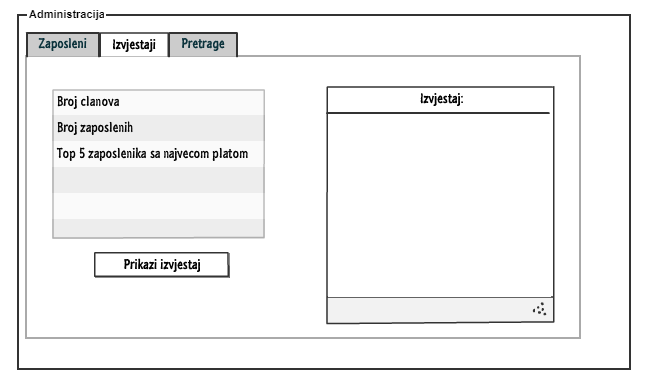 Administracija
Zaposleni
Izvjestaji
Pretrage
Broj clanova
Broj zaposlenih
Top 5 zaposlenika sa najvecom platom
Prikazi izvjestaj
Izvjestaj: